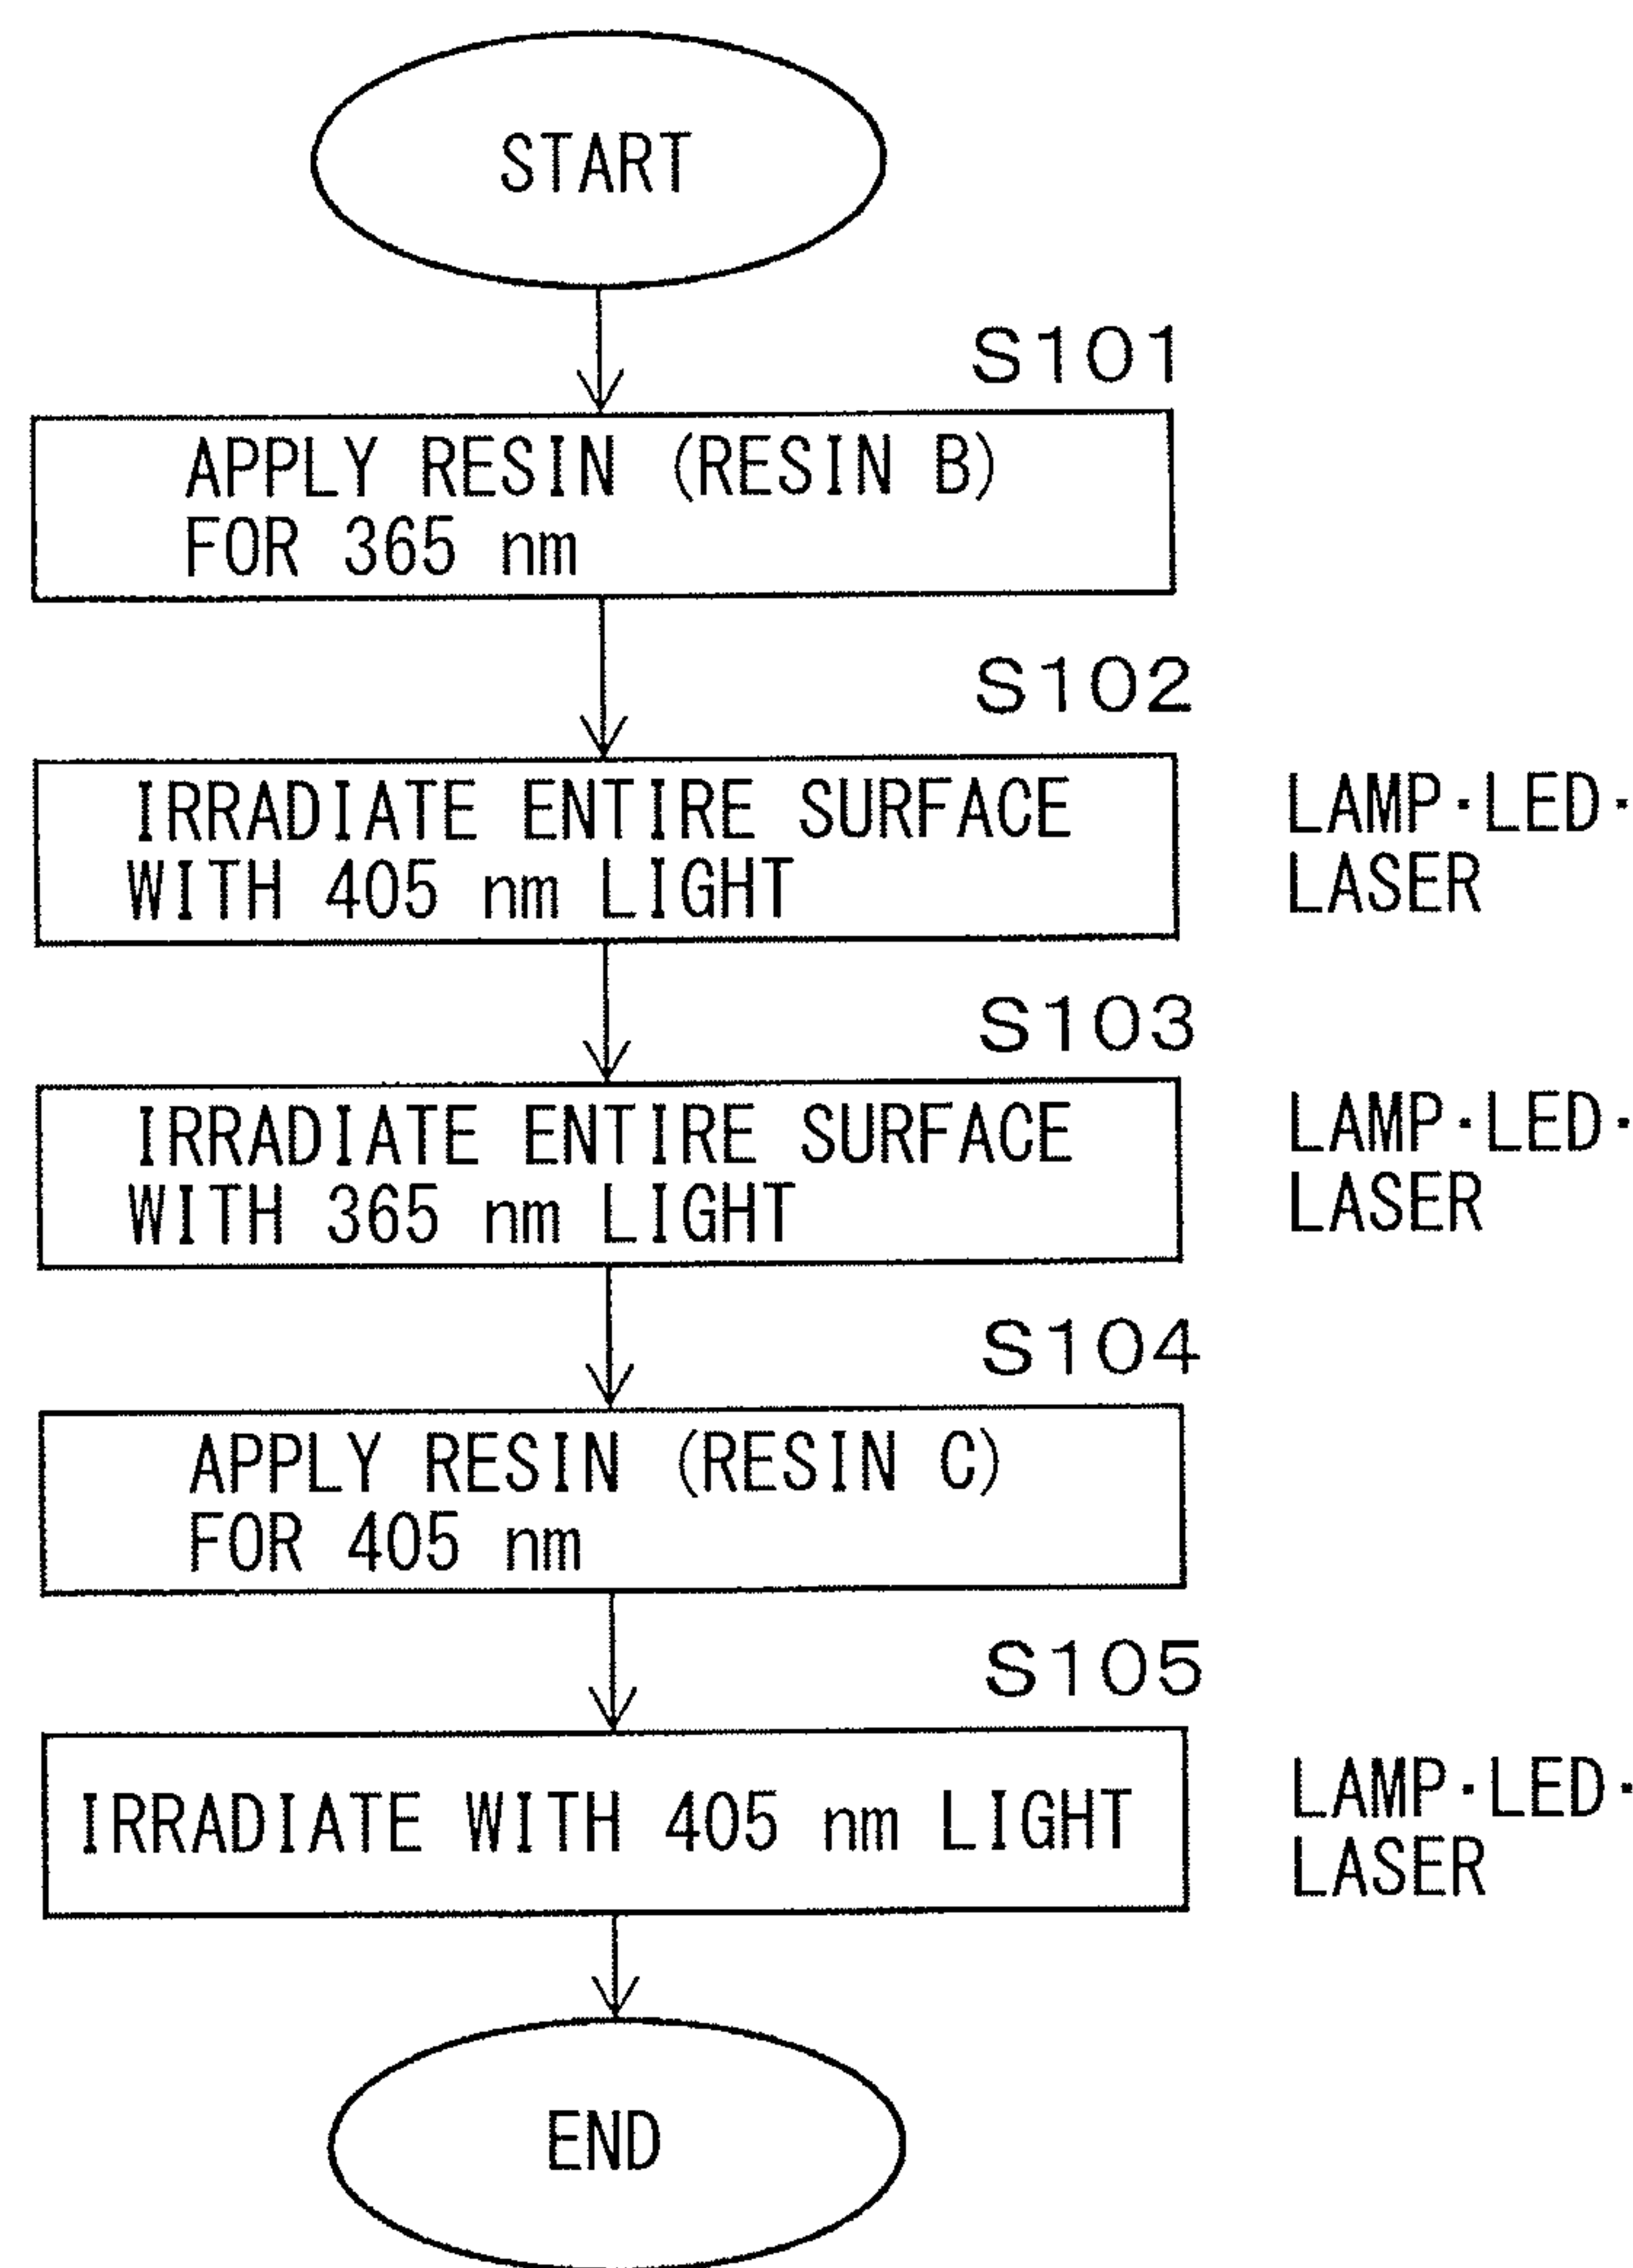 START
S101
APPLY RESIN (RESIN B)
FOR 365 nm
S102
IRRADIATE ENTIRE SURFACE
WITH 405 nm LIGHT
LAMP·LED·
LASER
S103
IRRADIATE ENTIRE SURFACE
WITH 365 nm LIGHT
LAMP·LED·
LASER
S104
APPLY RESIN (RESIN C)
FOR 405 nm
S105
IRRADIATE WITH 405 nm LIGHT
LAMP·LED·
LASER
END